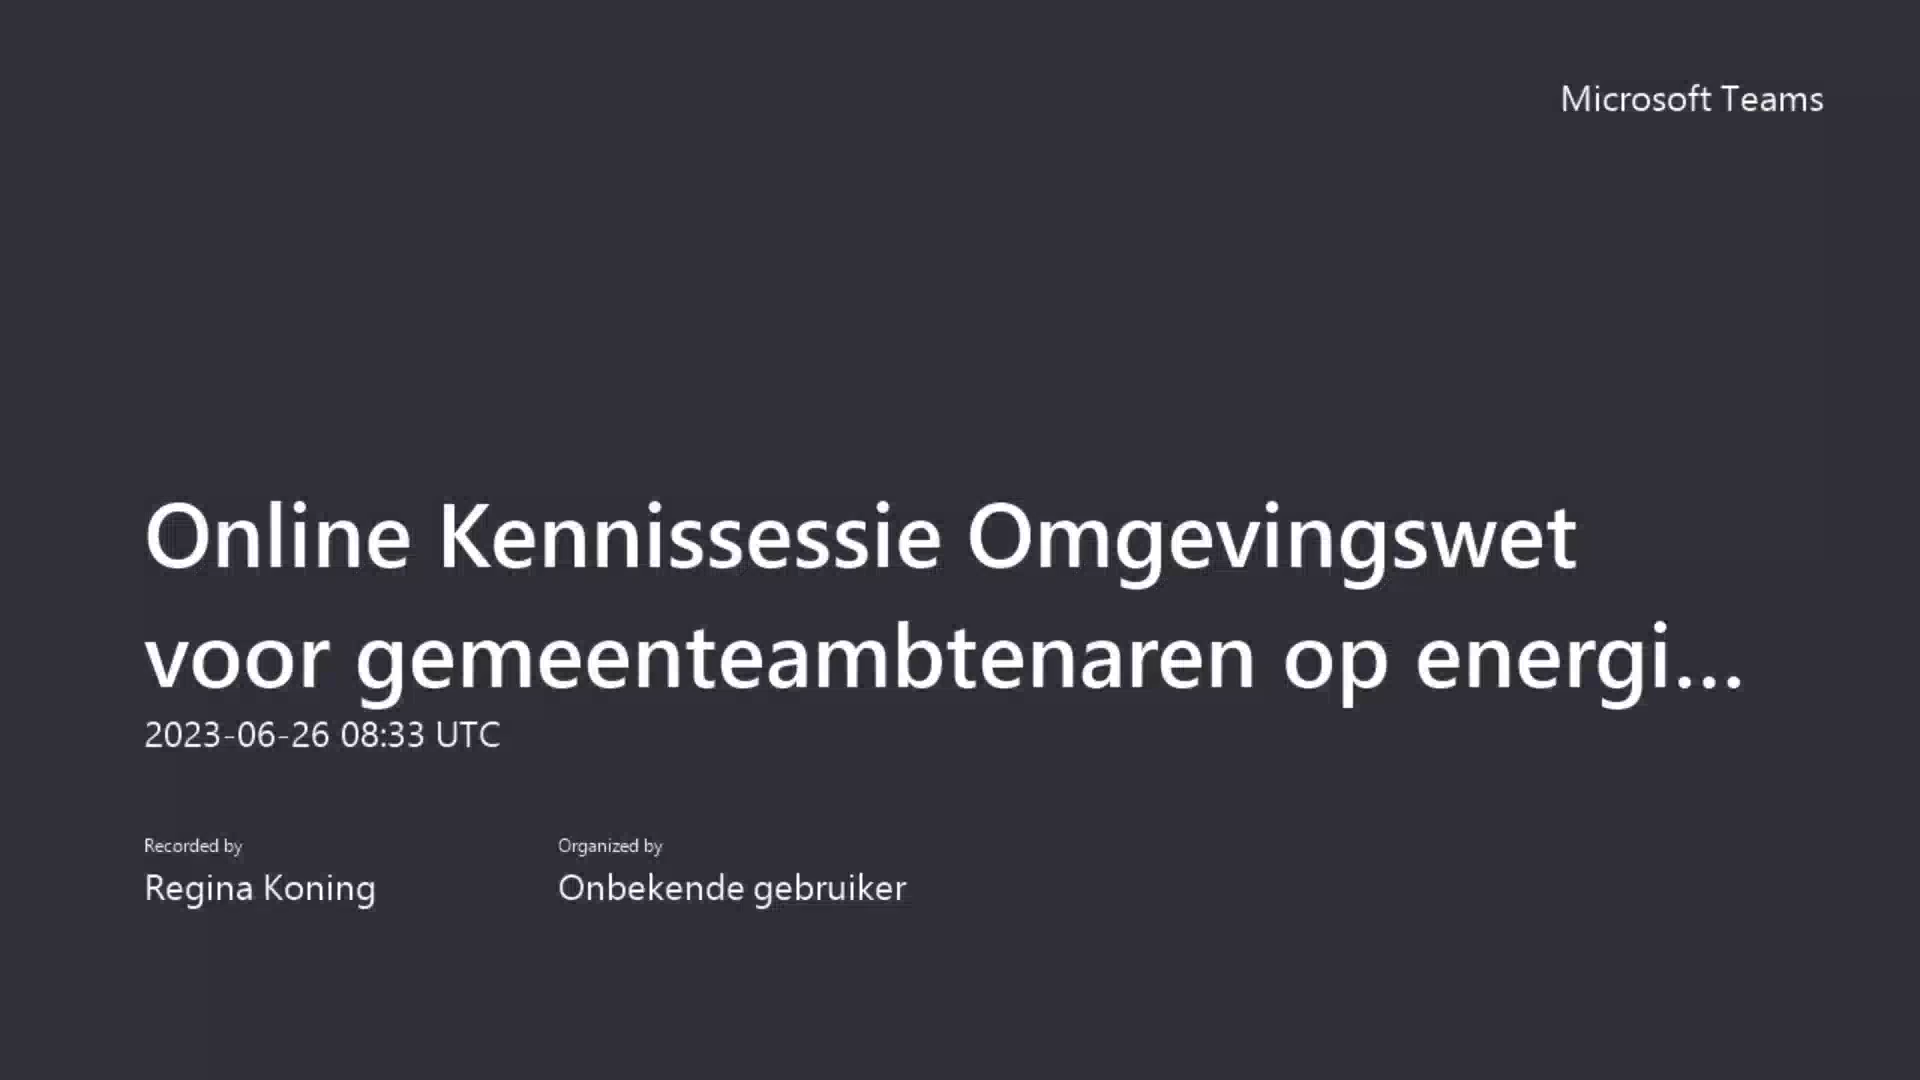 Microsoft Teams
Online Kennissessie Omgevingswet
voor gemeenteambtenaren op energi...
2023-06-26 08:33 UTC
Recorded by
Organized by
Regina Koning
Onbekende gebruiker